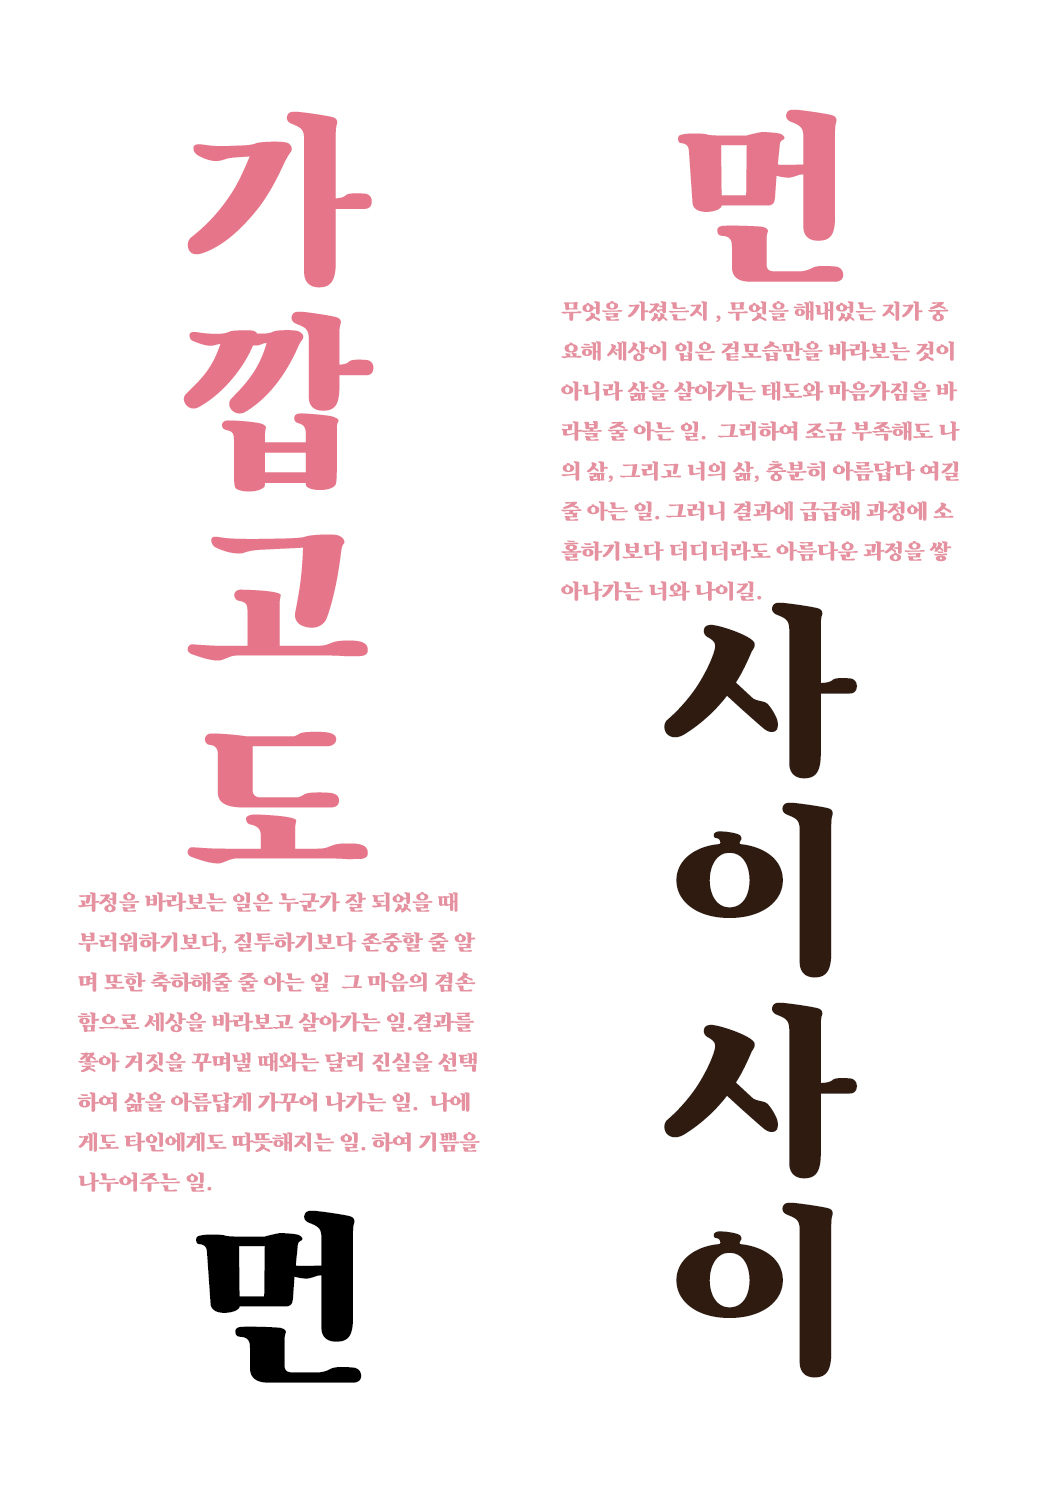 가
깝
고
도
과정을 바라보는 일은 누군가 잘 되었을 때
부러워하기보다, 질투하기보다 존중할 줄 알
며 또한 축하해줄 줄 아는 일  그 마음의 겸손
함으로 세상을 바라보고 살아가는 일.결과를
쫓아 거짓을 꾸며낼 때와는 달리 진실을 선택
하여 삶을 아름답게 가꾸어 나가는 일.  나에
게도 타인에게도 따뜻해지는 일. 하여 기쁨을
나누어주는 일.
먼
먼
무엇을 가졌는지 , 무엇을 해내었는 지가 중
요해 세상이 입은 겉모습만을 바라보는 것이
아니라 삶을 살아가는 태도와 마음가짐을 바
라볼 줄 아는 일.  그리하여 조금 부족해도 나
의 삶, 그리고 너의 삶, 충분히 아름답다 여길
줄 아는 일. 그러니 결과에 급급해 과정에 소
홀하기보다 더디더라도 아름다운 과정을 쌓
아나가는 너와 나이길.
사
이
사
이